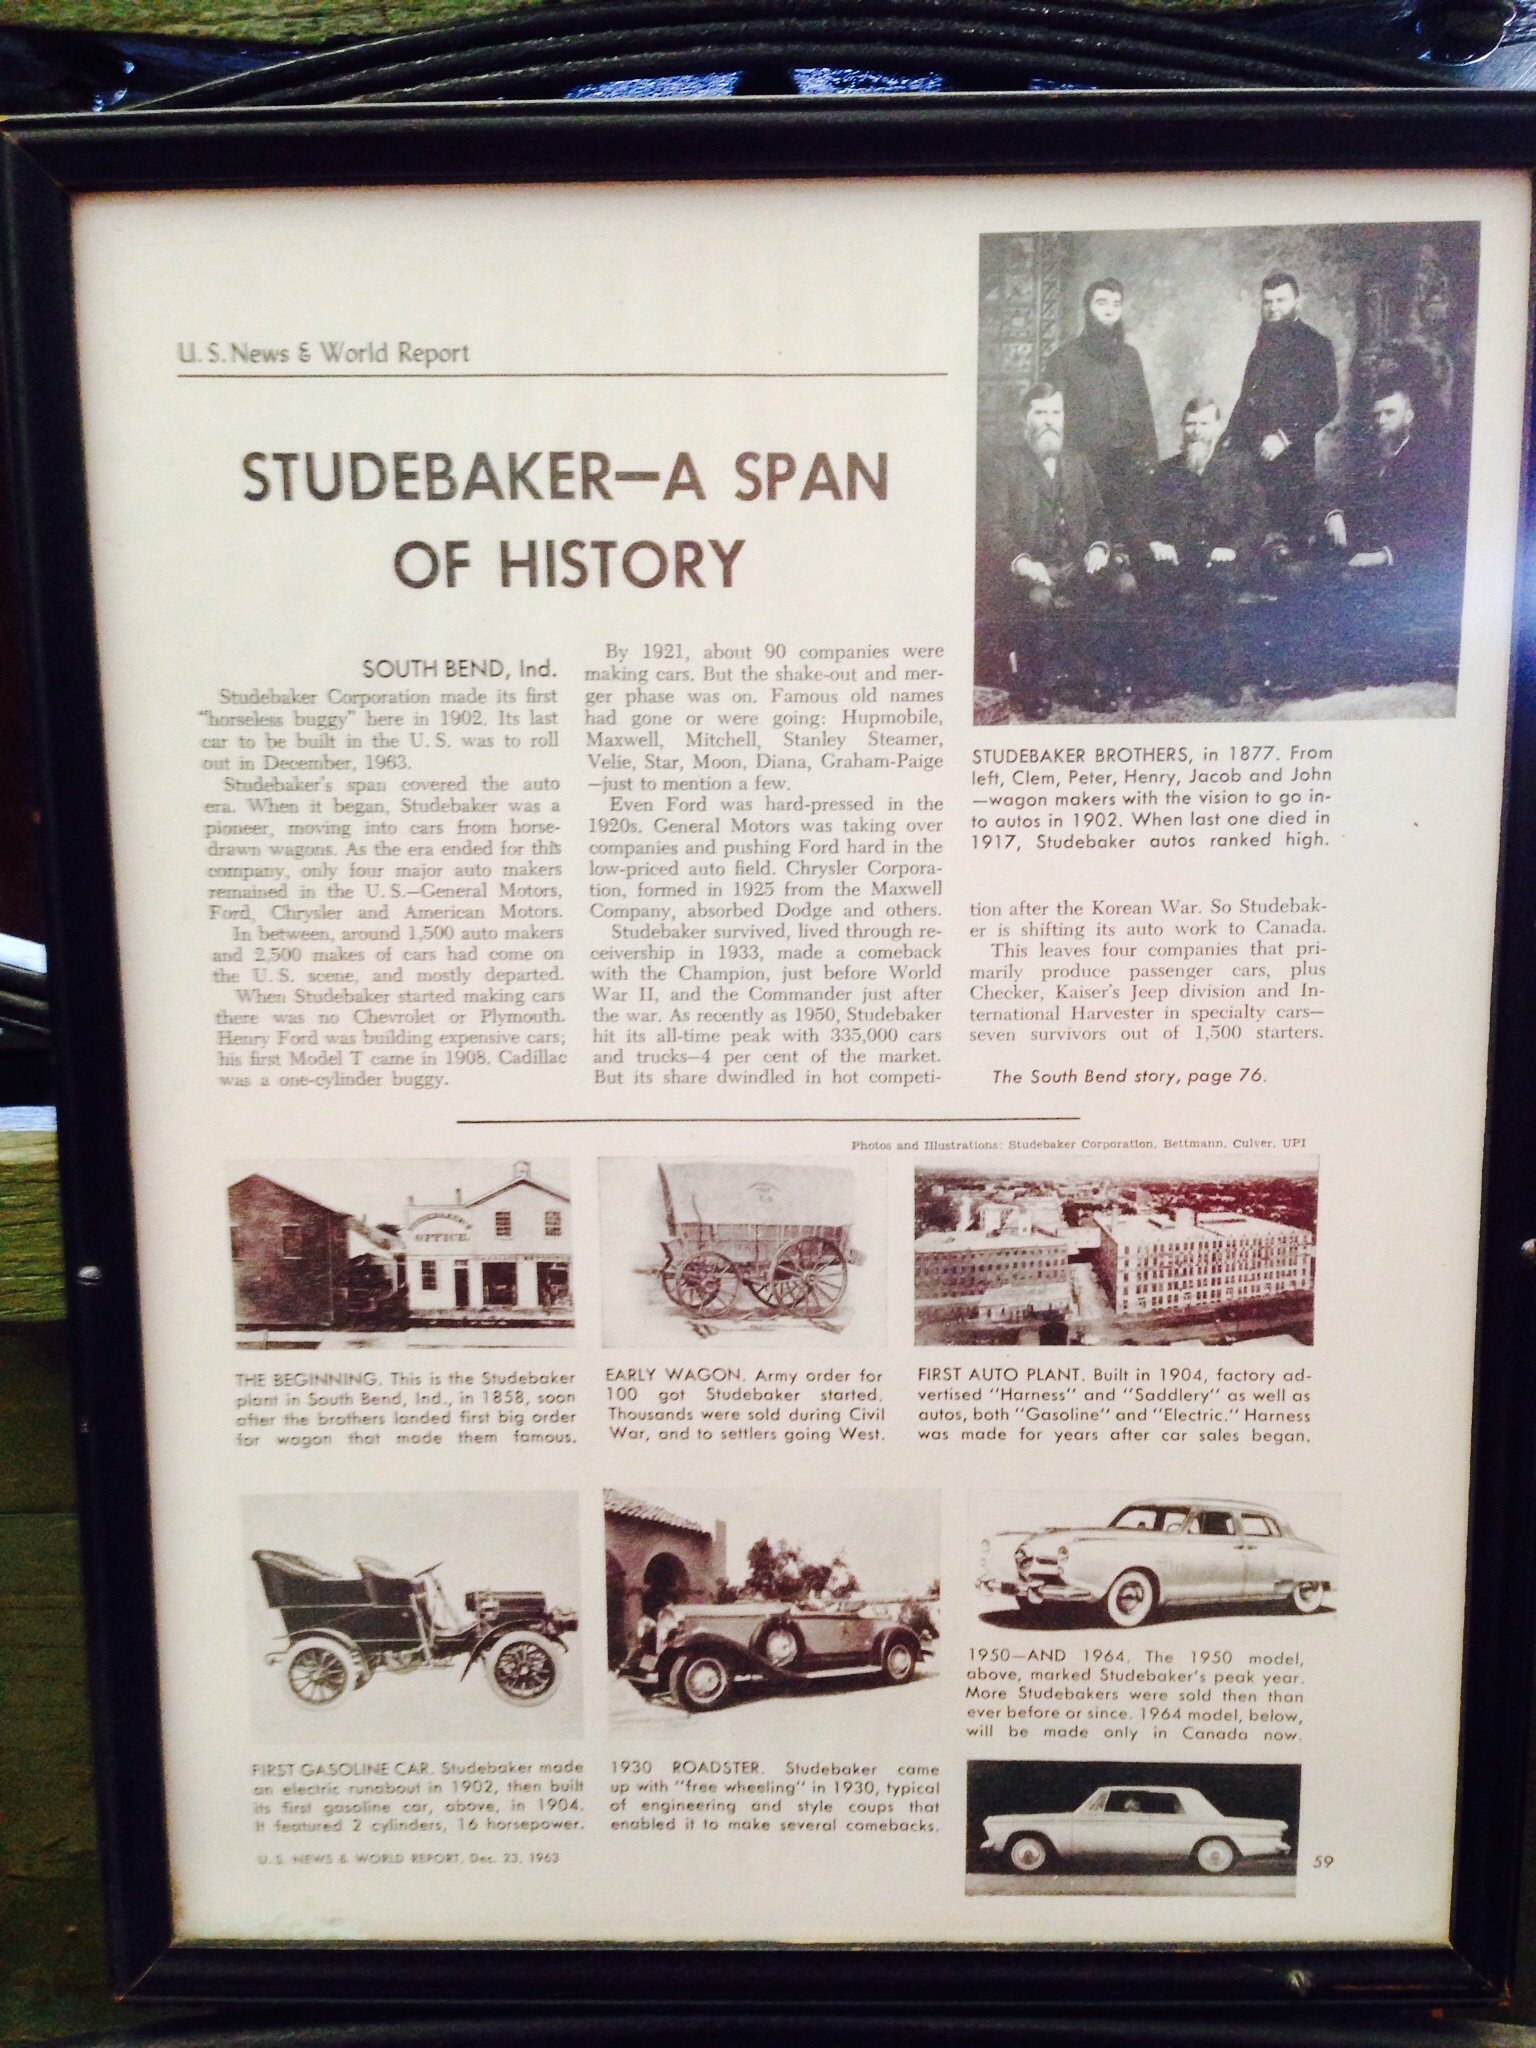 U.S. News & World Report
STUDEBAKER—A SPAN
OF HISTORY
SOUTH BEND, Ind.
Studebaker Corporation made its first
"horseless buggy" here in 1902. Its last
car to be built in the U.S. was to roll
out in December, 1963.
Studebaker's span covered the auto
era. When it began, Studebaker was a
pioneer, moving into cars from horse-
drawn wagons. As the era ended for this
company, only four major auto makers
remained in the U.S.—General Motors,
Ford, Chrysler and American Motors.
In between, around 1,500 auto makers
and 2,500 makes of cars had come on
the U.S. scene, and mostly departed.
When Studebaker started making cars
there was no Chevrolet or Plymouth.
Henry Ford was building expensive cars;
his first Model T came in 1908. Cadillac
was a one-cylinder buggy.
By 1921, about 90 companies were
making cars. But the shake-out and mer-
ger phase was on. Famous old names
had gone or were going: Hupmobile,
Maxwell, Mitchell, Stanley Steamer,
Velie, Star, Moon, Diana, Graham-Paige
—just to mention a few.
Even Ford was hard-pressed in the
1920s. General Motors was taking over
companies and pushing Ford hard in the
low-priced auto field. Chrysler Corpora-
tion, formed in 1925 from the Maxwell
Company, absorbed Dodge and others.
Studebaker survived, lived through re-
ceivership in 1933, made a comeback
with the Champion, just before World
War II, and the Commander just after
the war. As recently as 1950, Studebaker
hit its all-time peak with 335,000 cars
and trucks—4 per cent of the market.
But its share dwindled in hot competi-
STUDEBAKER BROTHERS, in 1877. From
left, Clem, Peter, Henry, Jacob and John
—wagon makers with the vision to go in-
to autos in 1902. When last one died in
1917, Studebaker autos ranked high.
tion after the Korean War. So Studebak-
er is shifting its auto work to Canada.
This leaves four companies that pri-
marily produce passenger cars, plus
Checker, Kaiser's Jeep division and In-
ternational Harvester in specialty cars—
seven survivors out of 1,500 starters.
The South Bend story, page 76.
Photos and Illustrations: Studebaker Corporation, Bettmann, Culver, UPI
STUDEBAKER'S
OFFICE.
U.S.
THE BEGINNING. This is the Studebaker
plant in South Bend, Ind., in 1858, soon
after the brothers landed first big order
for wagon that made them famous.
EARLY WAGON. Army order for
100 got Studebaker started.
Thousands were sold during Civil
War, and to settlers going West.
FIRST AUTO PLANT. Built in 1904, factory ad-
vertised "Harness" and "Saddlery" as well as
autos, both "Gasoline" and "Electric." Harness
was made for years after car sales began.
FIRST GASOLINE CAR. Studebaker made
an electric runabout in 1902, then built
its first gasoline car, above, in 1904.
It featured 2 cylinders, 16 horsepower.
1930 ROADSTER. Studebaker came
up with "free wheeling" in 1930, typical
of engineering and style coups that
enabled it to make several comebacks.
1950—AND 1964. The 1950 model,
above, marked Studebaker's peak year.
More Studebakers were sold then than
ever before or since. 1964 model, below,
will be made only in Canada now.
U.S. NEWS & WORLD REPORT, Dec. 23, 1963
59